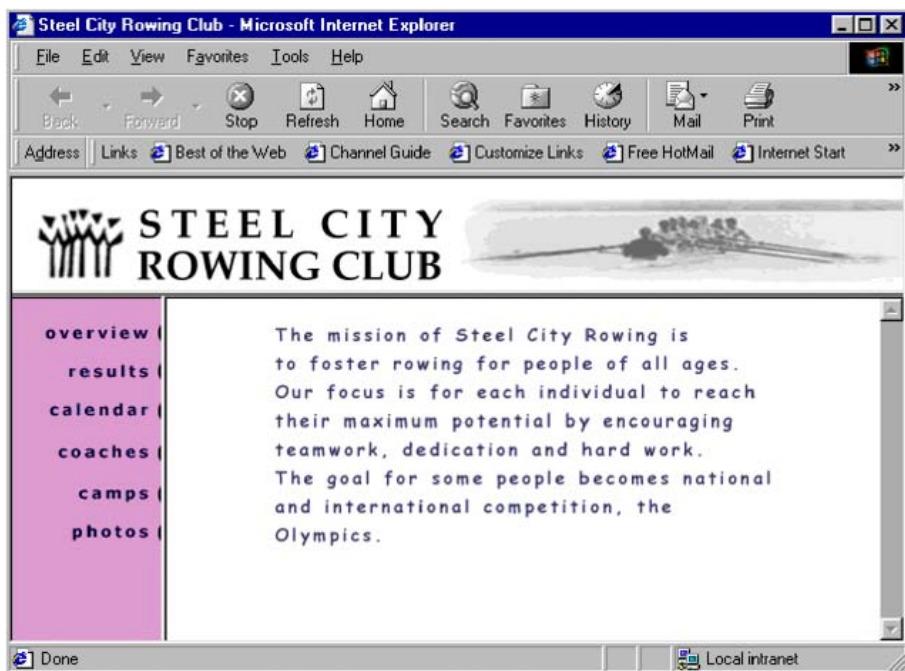 Steel City Rowing Club - Microsoft Internet Explorer
File Edit View Favorites Tools Help
Back Forward Stop Refresh Home Search Favorites History Mail Print »
Address Links Best of the Web Channel Guide Customize Links Free HotMail Internet Start »
STEEL CITY
ROWING CLUB
overview
results
calendar
coaches
camps
photos
The mission of Steel City Rowing is
to foster rowing for people of all ages.
Our focus is for each individual to reach
their maximum potential by encouraging
teamwork, dedication and hard work.
The goal for some people becomes national
and international competition, the
Olympics.
Done Local intranet